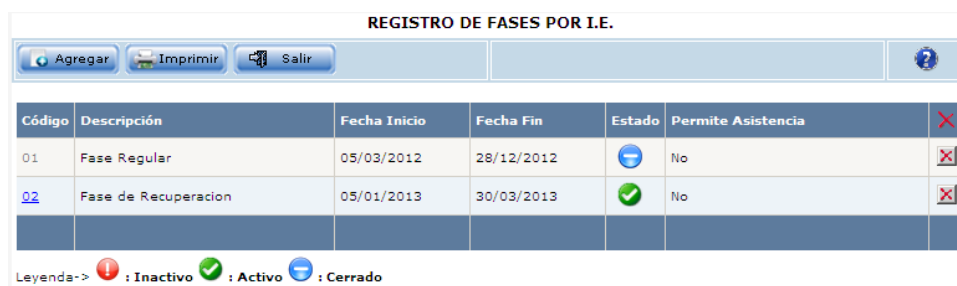 REGISTRO DE FASES POR I.E.
Agregar Imprimir Salir
Código Descripción Fecha Inicio Fecha Fin Estado Permite Asistencia
01 Fase Regular 05/03/2012 28/12/2012 No
02 Fase de Recuperacion 05/01/2013 30/03/2013 No
Leyenda-> : Inactivo : Activo : Cerrado